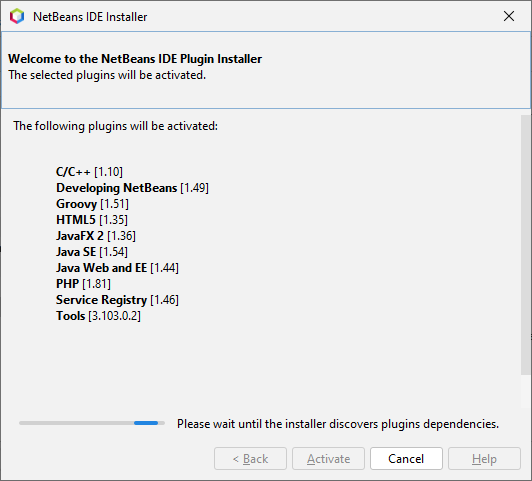 NetBeans IDE Installer
Welcome to the NetBeans IDE Plugin Installer
The selected plugins will be activated.
The following plugins will be activated:
C/C++ [1.10]
Developing NetBeans [1.49]
Groovy [1.51]
HTML5 [1.35]
JavaFX 2 [1.36]
Java SE [1.54]
Java Web and EE [1.44]
PHP [1.81]
Service Registry [1.46]
Tools [3.103.0.2]
Please wait until the installer discovers plugins dependencies.
< Back Activate Cancel Help